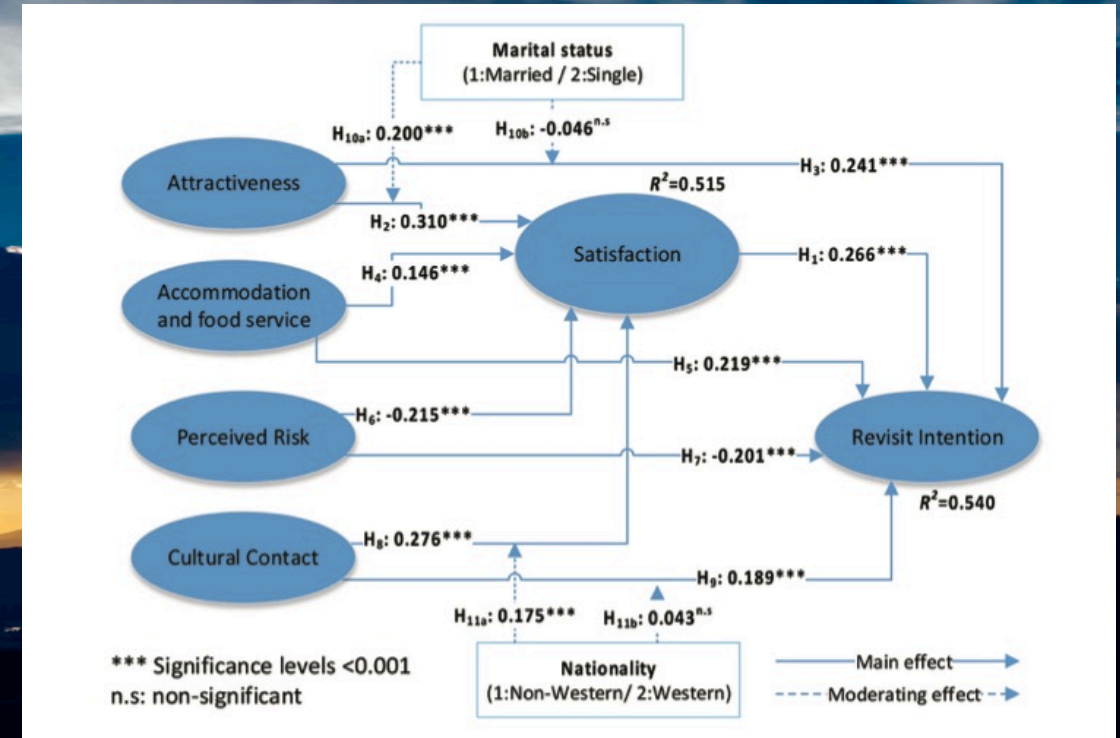 Marital status
(1:Married / 2:Single)
H10a: 0.200***
H10b: -0.046n.s
Attractiveness
H3: 0.241***
R²=0.515
H2: 0.310***
Satisfaction
H1: 0.266***
H4: 0.146***
Accommodation
and food service
H5: 0.219***
H6: -0.215***
Perceived Risk
Revisit Intention
H7: -0.201***
R²=0.540
H8: 0.276***
Cultural Contact
H9: 0.189***
H11a: 0.175***
H11b: 0.043n.s
*** Significance levels <0.001
n.s: non-significant
Nationality
(1:Non-Western/ 2:Western)
Main effect
Moderating effect